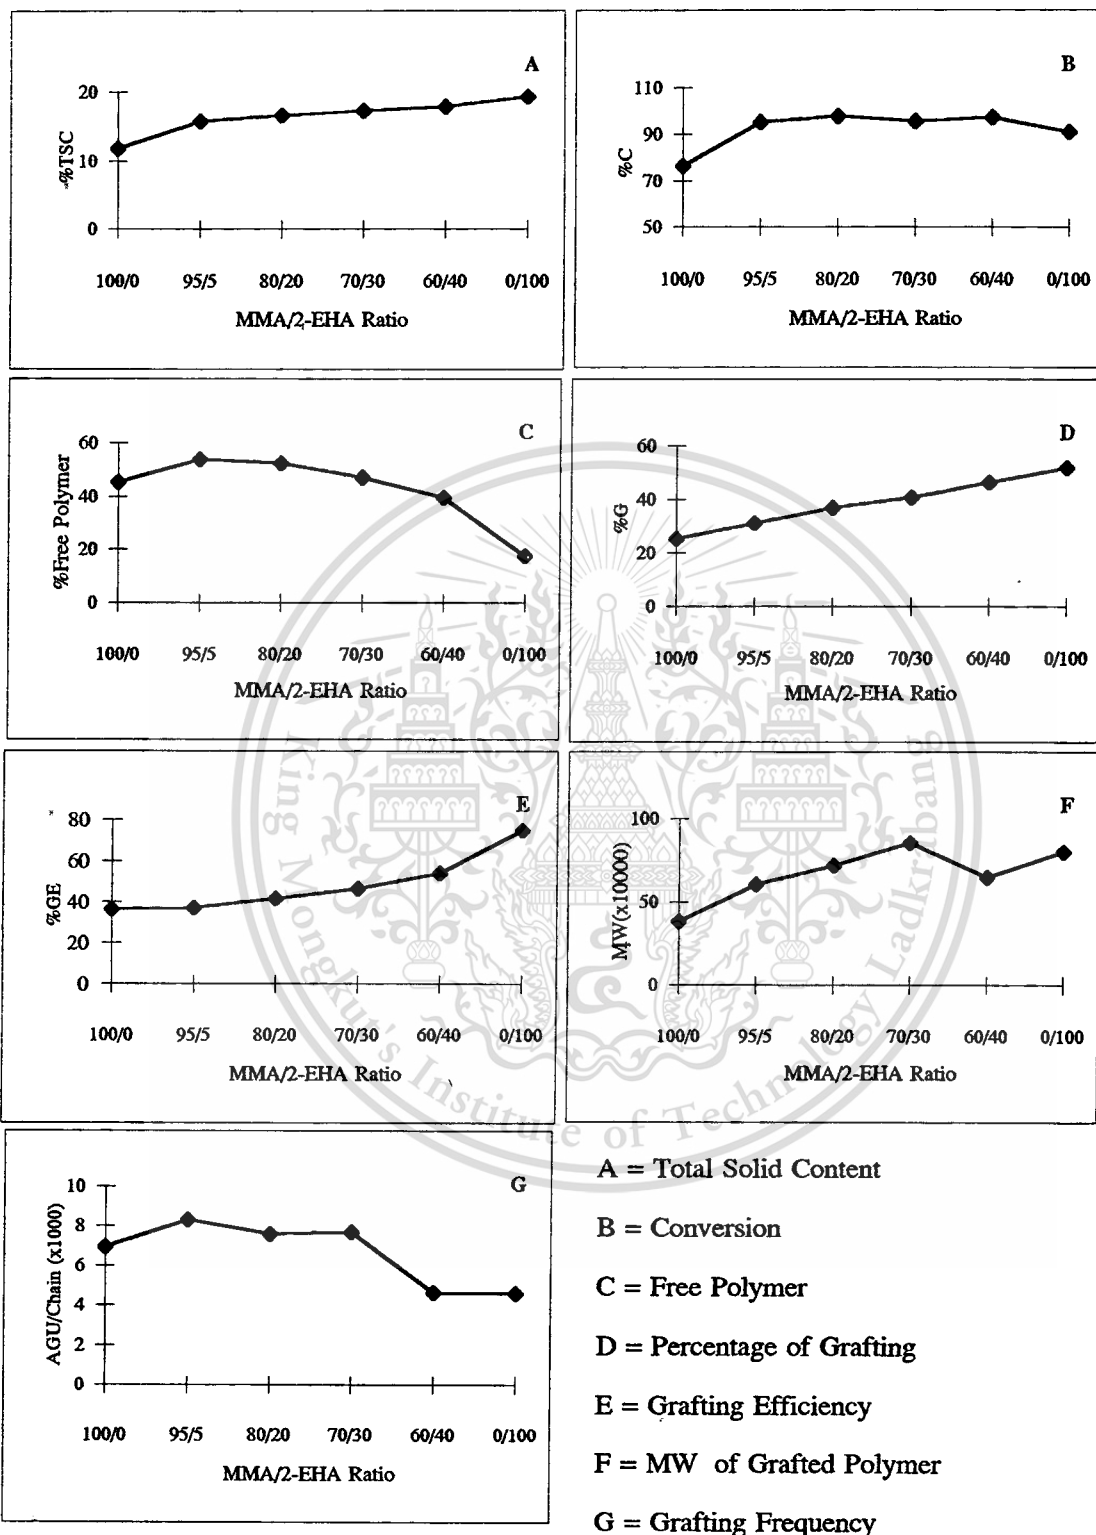 A
20
10
0
%TSC
100/0 95/5 80/20 70/30 60/40 0/100
MMA/2-EHA Ratio
B
110
90
70
50
%C
100/0 95/5 80/20 70/30 60/40 0/100
MMA/2-EHA Ratio
C
60
40
20
0
%Free Polymer
100/0 95/5 80/20 70/30 60/40 0/100
MMA/2-EHA Ratio
D
60
40
20
0
%G
100/0 95/5 80/20 70/30 60/40 0/100
MMA/2-EHA Ratio
E
80
60
40
20
0
%GE
100/0 95/5 80/20 70/30 60/40 0/100
MMA/2-EHA Ratio
F
100
50
0
MW(x10000)
100/0 95/5 80/20 70/30 60/40 0/100
MMA/2-EHA Ratio
G
10
8
6
4
2
0
AGU/Chain (x1000)
100/0 95/5 80/20 70/30 60/40 0/100
MMA/2-EHA Ratio
A = Total Solid Content
B = Conversion
C = Free Polymer
D = Percentage of Grafting
E = Grafting Efficiency
F = MW of Grafted Polymer
G = Grafting Frequency
King Mongkut's Institute of Technology Ladkrabang